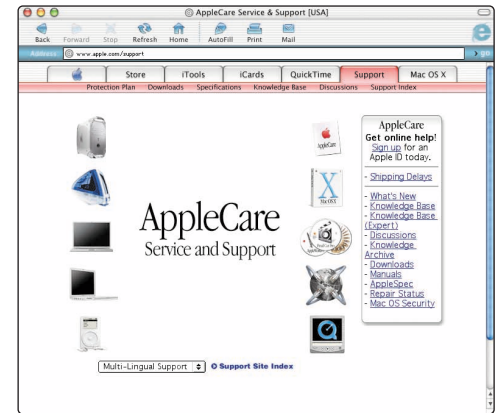 AppleCare Service & Support [USA]
Back Forward Stop Refresh Home AutoFill Print Mail
Address www.apple.com/support go
Store iTools iCards QuickTime Support Mac OS X
Protection Plan Downloads Specifications Knowledge Base Discussions Support Index
AppleCare
Service and Support
AppleCare
Mac OS X
AppleCare
Get online help!
Sign up for an
Apple ID today.
- Shipping Delays
- What's New
- Knowledge Base
- Knowledge Base
(Expert)
- Discussions
- Knowledge
Archive
- Downloads
- Manuals
- AppleSpec
- Repair Status
- Mac OS Security
Multi-Lingual Support
Support Site Index